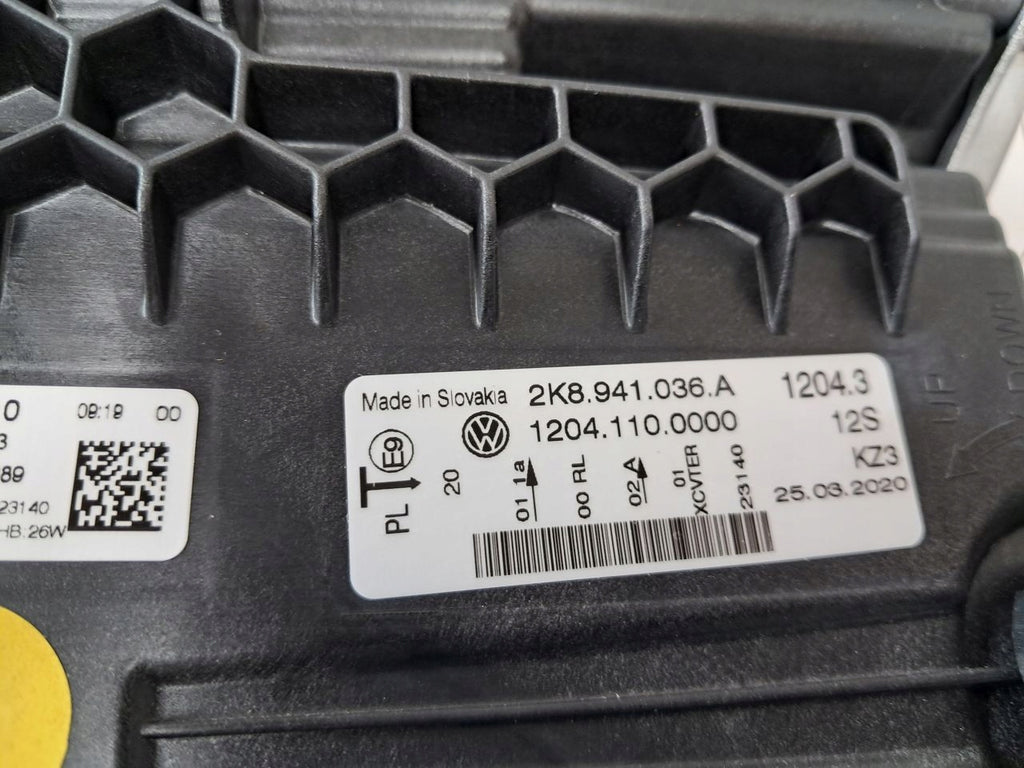 0 09:19 00
3
89
23140
HB:26W
Made in Slovakia 2K8.941.036.A 1204.3
1204.110.0000 12S
KZ3
25.03.2020
E9
PL
20
01 1a
00 RL
02 A
01
XCVTER
23140
UP
DOWN